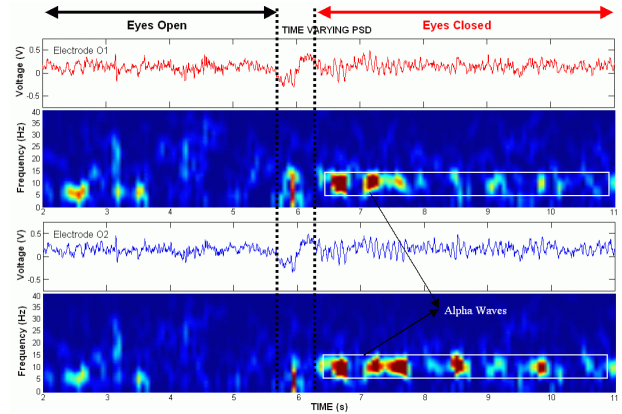 Eyes Open
TIME VARYING PSD
Eyes Closed
Electrode O1
Voltage (V)
0.5
0
-0.5
Frequency (Hz)
40
35
30
25
20
15
10
5
0
2 3 4 5 6 7 8 9 10 11
Electrode O2
Voltage (V)
0.5
0
-0.5
Alpha Waves
Frequency (Hz)
40
35
30
25
20
15
10
5
0
2 3 4 5 6 7 8 9 10 11
TIME (s)